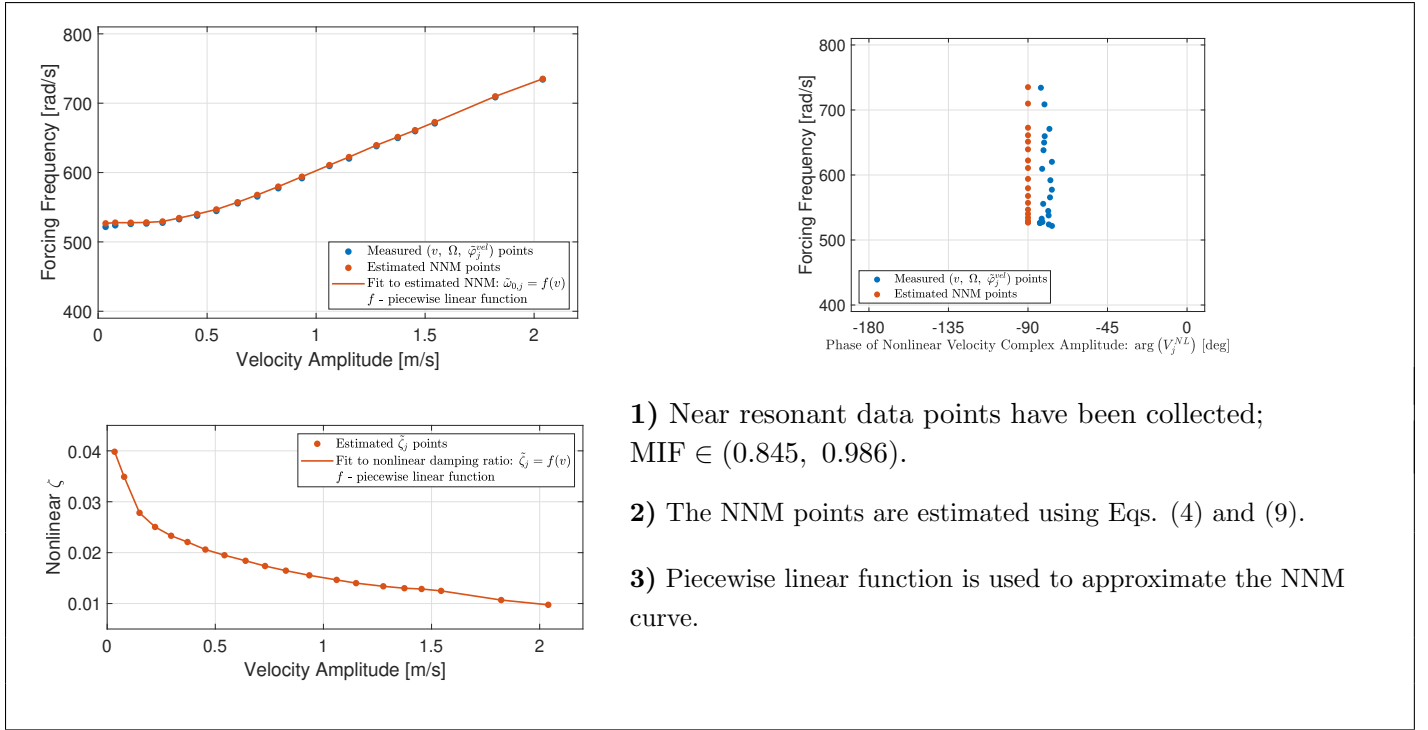 800
700
600
500
400
Forcing Frequency [rad/s]
Measured (v, Ω, φ̃_j^{vel}) points
Estimated NNM points
Fit to estimated NNM: ω̃_{0,j} = f(v)
f - piecewise linear function
0 0.5 1 1.5 2
Velocity Amplitude [m/s]
800
700
600
500
400
Forcing Frequency [rad/s]
Measured (v, Ω, φ̃_j^{vel}) points
Estimated NNM points
-180 -135 -90 -45 0
Phase of Nonlinear Velocity Complex Amplitude: arg (V_j^{NL}) [deg]
0.04
0.03
0.02
0.01
Nonlinear ζ
Estimated ζ̃_j points
Fit to nonlinear damping ratio: ζ̃_j = f(v)
f - piecewise linear function
0 0.5 1 1.5 2
Velocity Amplitude [m/s]
1) Near resonant data points have been collected;
MIF ∈ (0.845, 0.986).
2) The NNM points are estimated using Eqs. (4) and (9).
3) Piecewise linear function is used to approximate the NNM
curve.